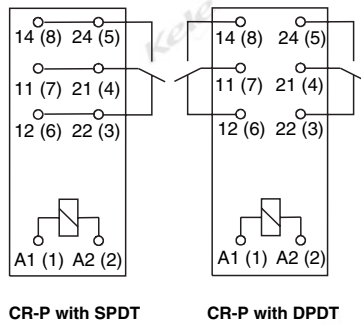 14 (8) 24 (5)
11 (7) 21 (4)
12 (6) 22 (3)
A1 (1) A2 (2)
CR-P with SPDT
14 (8) 24 (5)
11 (7) 21 (4)
12 (6) 22 (3)
A1 (1) A2 (2)
CR-P with DPDT